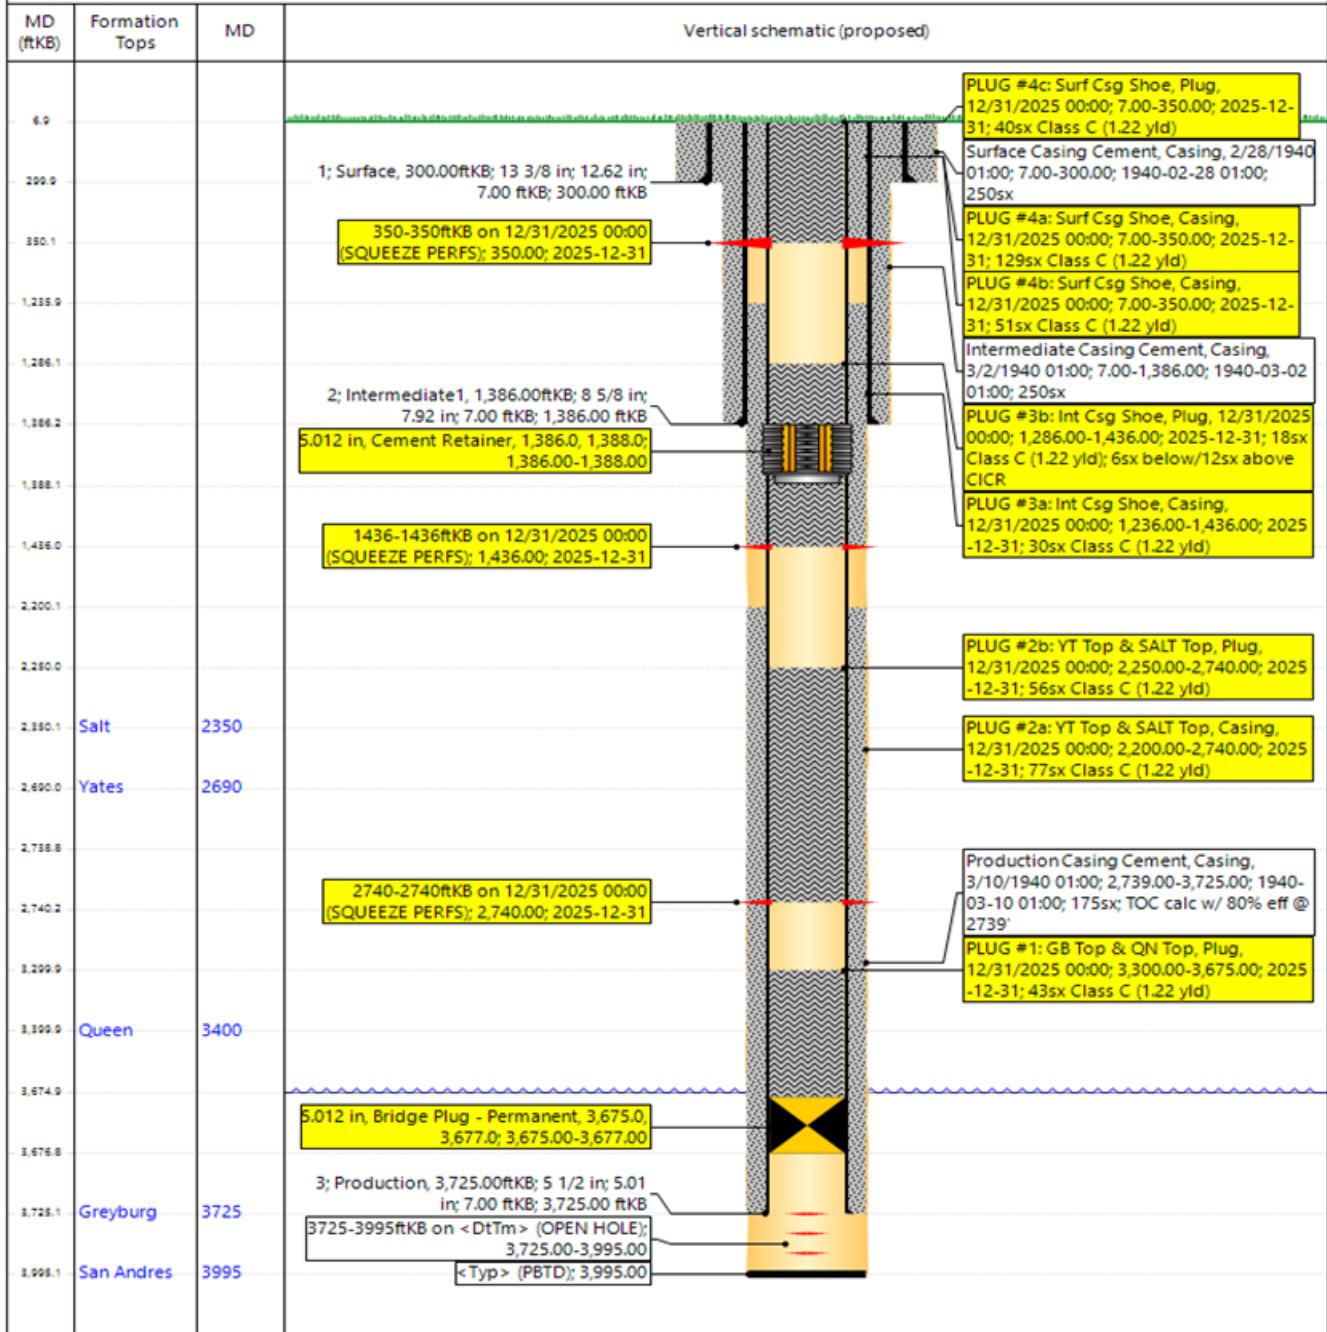 MD
(ftKB)
Formation
Tops
MD
Vertical schematic (proposed)
6.9
299.9
350.1
1,235.9
1,286.1
1,386.2
1,388.1
1,436.0
2,200.1
2,250.0
2,350.1
2,690.0
2,738.8
2,740.2
3,299.9
3,399.9
3,674.9
3,676.8
3,725.1
3,995.1
Salt 2350
Yates 2690
Queen 3400
Greyburg 3725
San Andres 3995
1; Surface, 300.00ftKB; 13 3/8 in; 12.62 in;
7.00 ftKB; 300.00 ftKB
350-350ftKB on 12/31/2025 00:00
(SQUEEZE PERFS); 350.00; 2025-12-31
2; Intermediate1, 1,386.00ftKB; 8 5/8 in;
7.92 in; 7.00 ftKB; 1,386.00 ftKB
5.012 in, Cement Retainer, 1,386.0, 1,388.0;
1,386.00-1,388.00
1436-1436ftKB on 12/31/2025 00:00
(SQUEEZE PERFS); 1,436.00; 2025-12-31
2740-2740ftKB on 12/31/2025 00:00
(SQUEEZE PERFS); 2,740.00; 2025-12-31
5.012 in, Bridge Plug - Permanent, 3,675.0,
3,677.0; 3,675.00-3,677.00
3; Production, 3,725.00ftKB; 5 1/2 in; 5.01
in; 7.00 ftKB; 3,725.00 ftKB
3725-3995ftKB on <DtTm> (OPEN HOLE);
3,725.00-3,995.00
<Typ> (PBTD); 3,995.00
PLUG #4c: Surf Csg Shoe, Plug,
12/31/2025 00:00; 7.00-350.00; 2025-12-
31; 40sx Class C (1.22 yld)
Surface Casing Cement, Casing, 2/28/1940
01:00; 7.00-300.00; 1940-02-28 01:00;
250sx
PLUG #4a: Surf Csg Shoe, Casing,
12/31/2025 00:00; 7.00-350.00; 2025-12-
31; 129sx Class C (1.22 yld)
PLUG #4b: Surf Csg Shoe, Casing,
12/31/2025 00:00; 7.00-350.00; 2025-12-
31; 51sx Class C (1.22 yld)
Intermediate Casing Cement, Casing,
3/2/1940 01:00; 7.00-1,386.00; 1940-03-02
01:00; 250sx
PLUG #3b: Int Csg Shoe, Plug, 12/31/2025
00:00; 1,286.00-1,436.00; 2025-12-31; 18sx
Class C (1.22 yld); 6sx below/12sx above
CICR
PLUG #3a: Int Csg Shoe, Casing,
12/31/2025 00:00; 1,236.00-1,436.00; 2025
-12-31; 30sx Class C (1.22 yld)
PLUG #2b: YT Top & SALT Top, Plug,
12/31/2025 00:00; 2,250.00-2,740.00; 2025
-12-31; 56sx Class C (1.22 yld)
PLUG #2a: YT Top & SALT Top, Casing,
12/31/2025 00:00; 2,200.00-2,740.00; 2025
-12-31; 77sx Class C (1.22 yld)
Production Casing Cement, Casing,
3/10/1940 01:00; 2,739.00-3,725.00; 1940-
03-10 01:00; 175sx; TOC calc w/ 80% eff @
2739'
PLUG #1: GB Top & QN Top, Plug,
12/31/2025 00:00; 3,300.00-3,675.00; 2025
-12-31; 43sx Class C (1.22 yld)